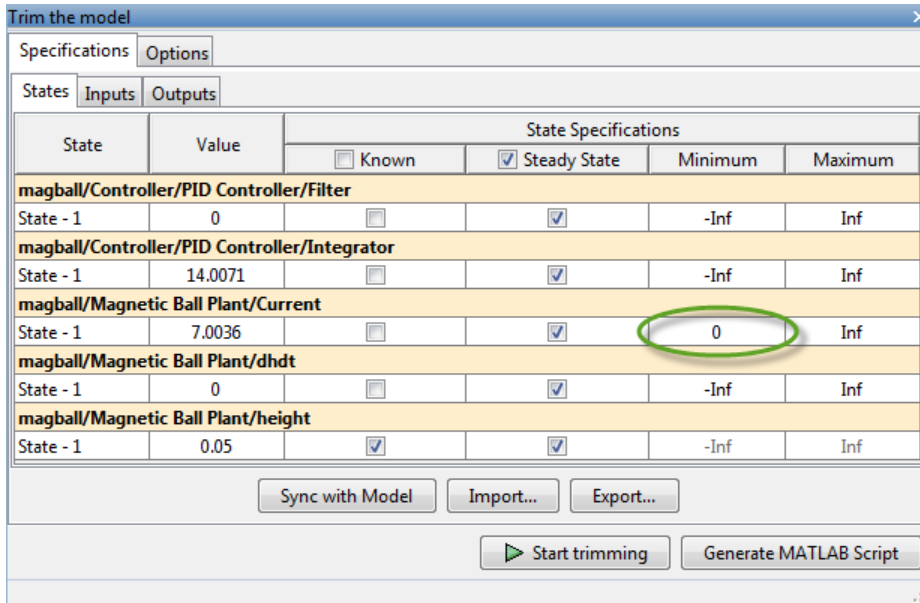 Trim the model
Specifications Options
States Inputs Outputs
State Value State Specifications
Known Steady State Minimum Maximum
magball/Controller/PID Controller/Filter
State - 1 0 -Inf Inf
magball/Controller/PID Controller/Integrator
State - 1 14.0071 -Inf Inf
magball/Magnetic Ball Plant/Current
State - 1 7.0036 0 Inf
magball/Magnetic Ball Plant/dhdt
State - 1 0 -Inf Inf
magball/Magnetic Ball Plant/height
State - 1 0.05 -Inf Inf
Sync with Model Import... Export...
Start trimming Generate MATLAB Script